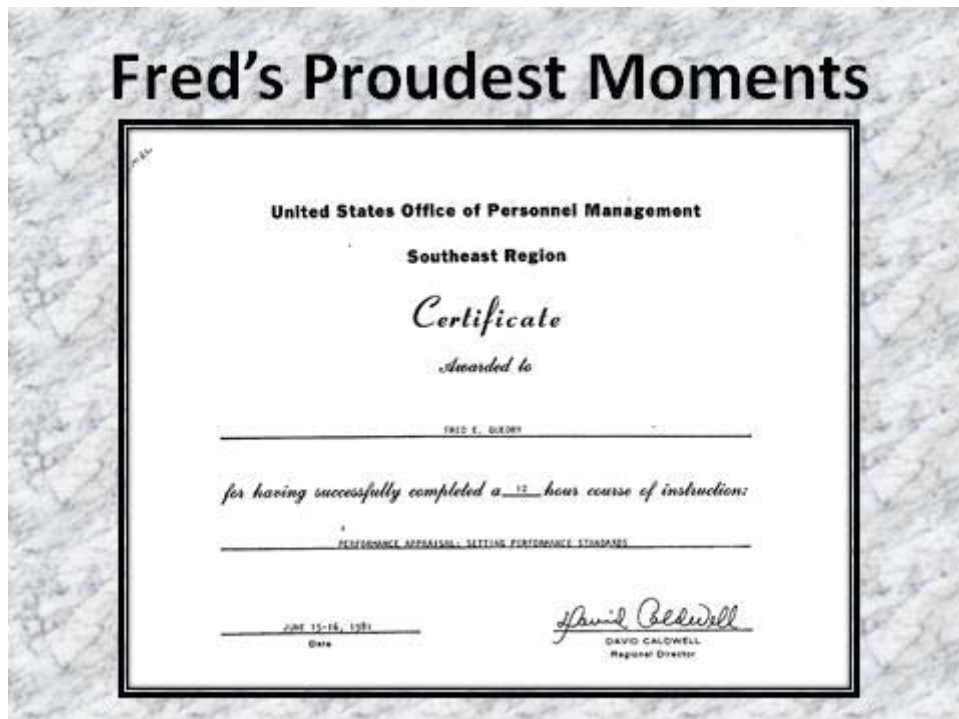 Fred's Proudest Moments
United States Office of Personnel Management
Southeast Region
Certificate
Awarded to
FRED E. GUEDRY
for having successfully completed a 12 hour course of instruction:
PERFORMANCE APPRAISAL: SETTING PERFORMANCE STANDARDS
JUNE 15-16, 1981
Date
David Caldwell
DAVID CALDWELL
Regional Director